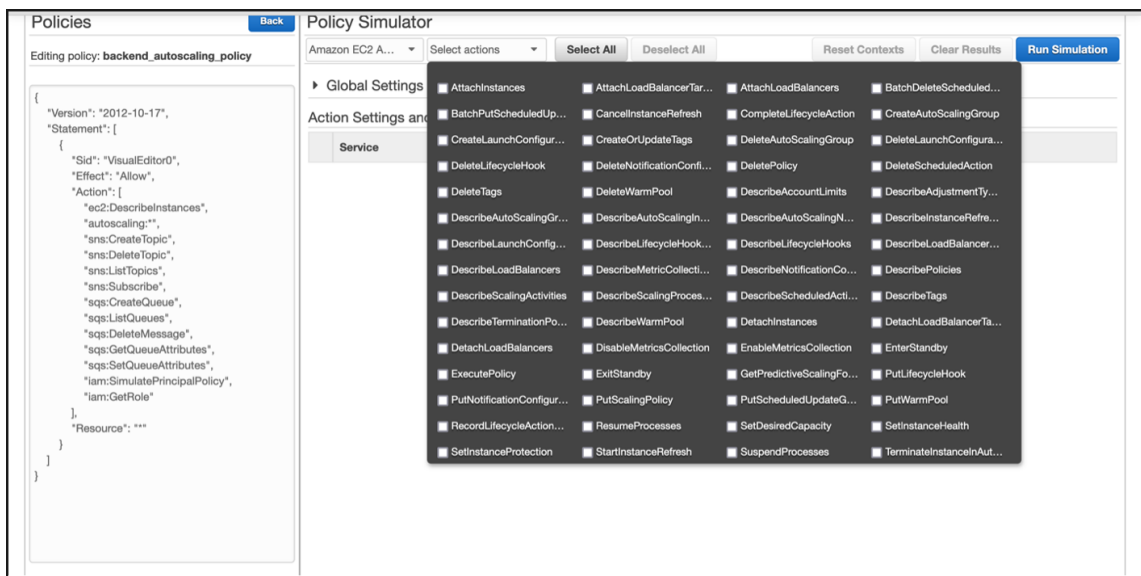 Policies
Back
Editing policy: backend_autoscaling_policy
{
"Version": "2012-10-17",
"Statement": [
{
"Sid": "VisualEditor0",
"Effect": "Allow",
"Action": [
"ec2:DescribeInstances",
"autoscaling:*",
"sns:CreateTopic",
"sns:DeleteTopic",
"sns:ListTopics",
"sns:Subscribe",
"sqs:CreateQueue",
"sqs:ListQueues",
"sqs:DeleteMessage",
"sqs:GetQueueAttributes",
"sqs:SetQueueAttributes",
"iam:SimulatePrincipalPolicy",
"iam:GetRole"
],
"Resource": "*"
}
]
}
Policy Simulator
Amazon EC2 A... Select actions Select All Deselect All Reset Contexts Clear Results Run Simulation
Global Settings
Action Settings and
Service
AttachInstances AttachLoadBalancerTar... AttachLoadBalancers BatchDeleteScheduled...
BatchPutScheduledUp... CancelInstanceRefresh CompleteLifecycleAction CreateAutoScalingGroup
CreateLaunchConfigur... CreateOrUpdateTags DeleteAutoScalingGroup DeleteLaunchConfigura...
DeleteLifecycleHook DeleteNotificationConfi... DeletePolicy DeleteScheduledAction
DeleteTags DeleteWarmPool DescribeAccountLimits DescribeAdjustmentTy...
DescribeAutoScalingGr... DescribeAutoScalingIn... DescribeAutoScalingN... DescribeInstanceRefre...
DescribeLaunchConfig... DescribeLifecycleHook... DescribeLifecycleHooks DescribeLoadBalancer...
DescribeLoadBalancers DescribeMetricCollecti... DescribeNotificationCo... DescribePolicies
DescribeScalingActivities DescribeScalingProces... DescribeScheduledActi... DescribeTags
DescribeTerminationPo... DescribeWarmPool DetachInstances DetachLoadBalancerTa...
DetachLoadBalancers DisableMetricsCollection EnableMetricsCollection EnterStandby
ExecutePolicy ExitStandby GetPredictiveScalingFo... PutLifecycleHook
PutNotificationConfigur... PutScalingPolicy PutScheduledUpdateG... PutWarmPool
RecordLifecycleAction... ResumeProcesses SetDesiredCapacity SetInstanceHealth
SetInstanceProtection StartInstanceRefresh SuspendProcesses TerminateInstanceInAut...